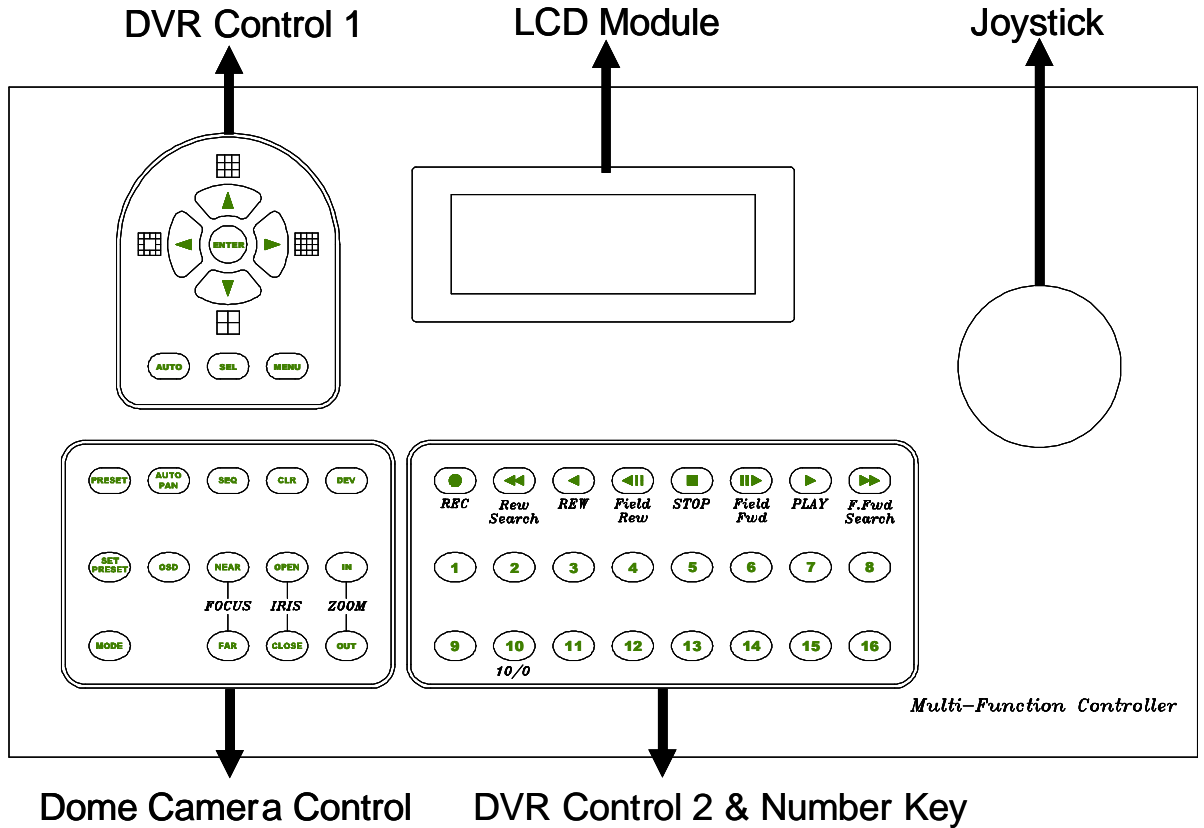 DVR Control 1
LCD Module
Joystick
ENTER
AUTO SEL MENU
PRESET AUTO PAN SEQ CLR DEV
SET PRESET OSD NEAR OPEN IN
FOCUS IRIS ZOOM
MODE FAR CLOSE OUT
REC Rew Search REW Field Rew STOP Field Fwd PLAY F.Fwd Search
1 2 3 4 5 6 7 8
9 10 11 12 13 14 15 16
10/0
Multi-Function Controller
Dome Camera Control
DVR Control 2 & Number Key